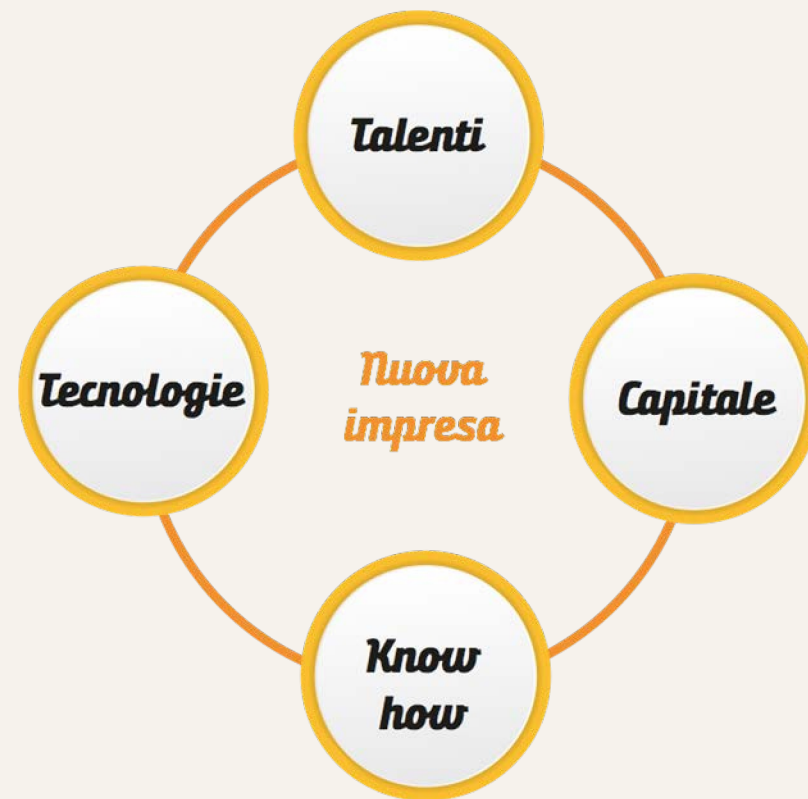 Talenti
Tecnologie
Nuova
impresa
Capitale
Know
how